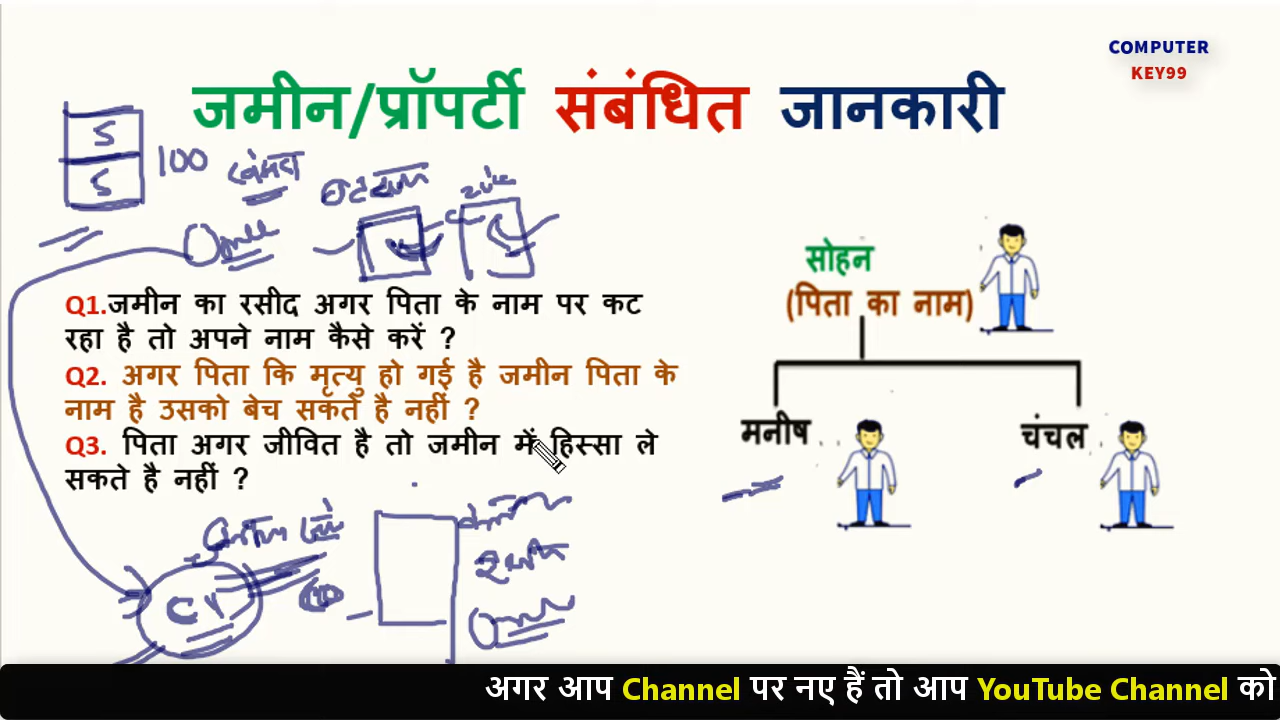 COMPUTER
KEY99
जमीन/प्रॉपर्टी संबंधित जानकारी
S
S
100
Q1.जमीन का रसीद अगर पिता के नाम पर कट
रहा है तो अपने नाम कैसे करें ?
Q2. अगर पिता कि मृत्यु हो गई है जमीन पिता के
नाम है उसको बेच सकते है नहीं ?
Q3. पिता अगर जीवित है तो जमीन में हिस्सा ले
सकते है नहीं ?
सोहन
(पिता का नाम)
मनीष
चंचल
अगर आप Channel पर नए हैं तो आप YouTube Channel को